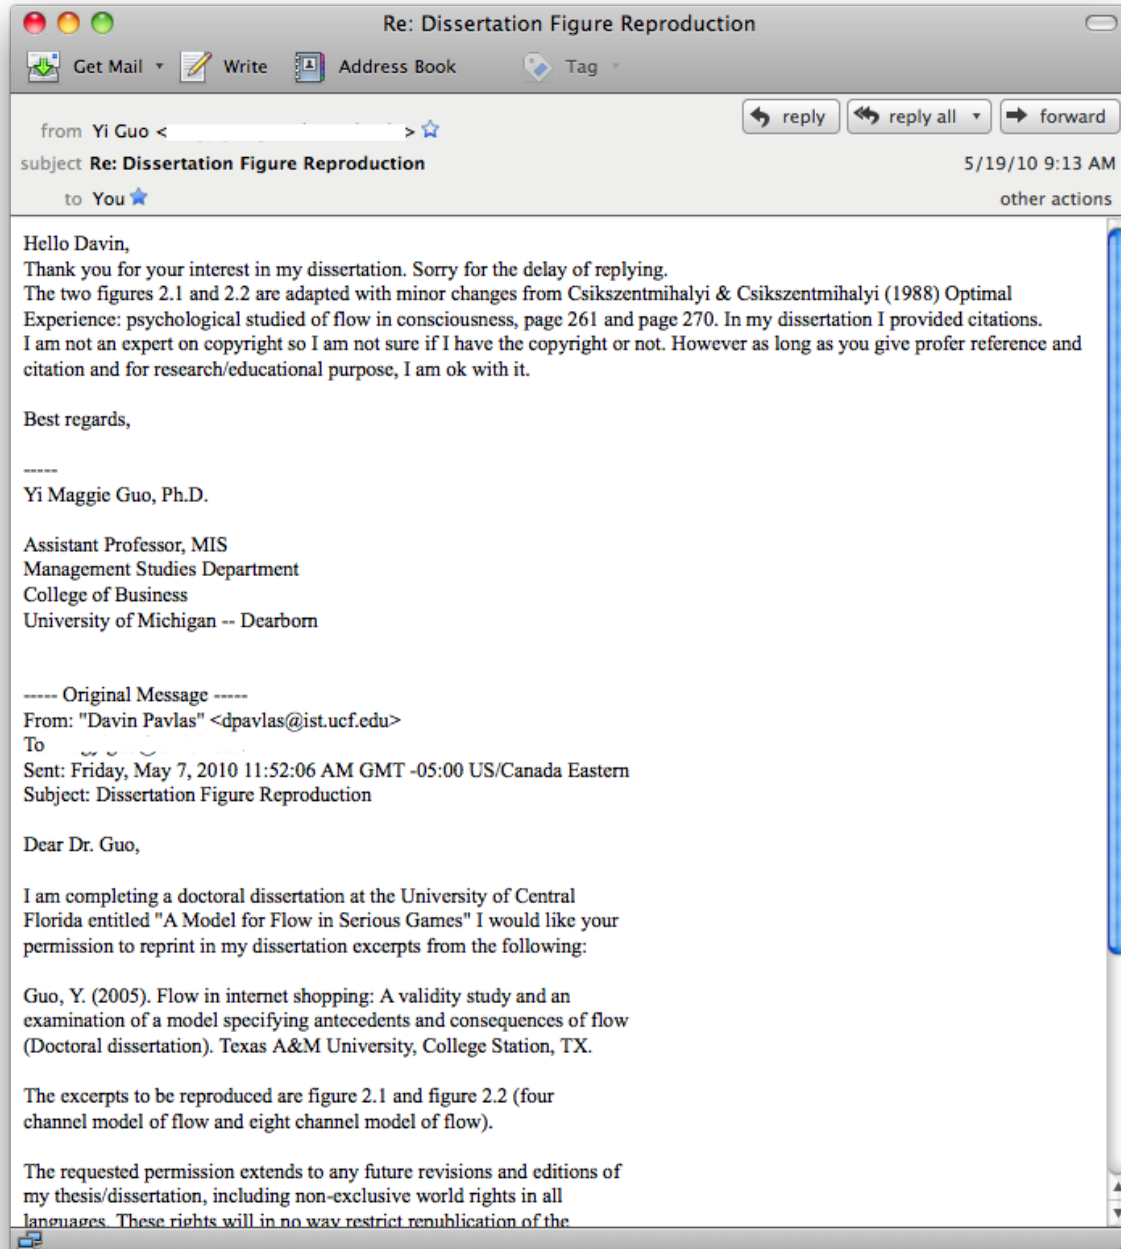 Re: Dissertation Figure Reproduction
Get Mail Write Address Book Tag
reply reply all forward
from Yi Guo < >
subject Re: Dissertation Figure Reproduction 5/19/10 9:13 AM
to You other actions
Hello Davin,
Thank you for your interest in my dissertation. Sorry for the delay of replying.
The two figures 2.1 and 2.2 are adapted with minor changes from Csikszentmihalyi & Csikszentmihalyi (1988) Optimal
Experience: psychological studied of flow in consciousness, page 261 and page 270. In my dissertation I provided citations.
I am not an expert on copyright so I am not sure if I have the copyright or not. However as long as you give profer reference and
citation and for research/educational purpose, I am ok with it.
Best regards,
-----
Yi Maggie Guo, Ph.D.
Assistant Professor, MIS
Management Studies Department
College of Business
University of Michigan -- Dearborn
----- Original Message -----
From: "Davin Pavlas" <dpavlas@ist.ucf.edu>
To
Sent: Friday, May 7, 2010 11:52:06 AM GMT -05:00 US/Canada Eastern
Subject: Dissertation Figure Reproduction
Dear Dr. Guo,
I am completing a doctoral dissertation at the University of Central
Florida entitled "A Model for Flow in Serious Games" I would like your
permission to reprint in my dissertation excerpts from the following:
Guo, Y. (2005). Flow in internet shopping: A validity study and an
examination of a model specifying antecedents and consequences of flow
(Doctoral dissertation). Texas A&M University, College Station, TX.
The excerpts to be reproduced are figure 2.1 and figure 2.2 (four
channel model of flow and eight channel model of flow).
The requested permission extends to any future revisions and editions of
my thesis/dissertation, including non-exclusive world rights in all
languages. These rights will in no way restrict republication of the